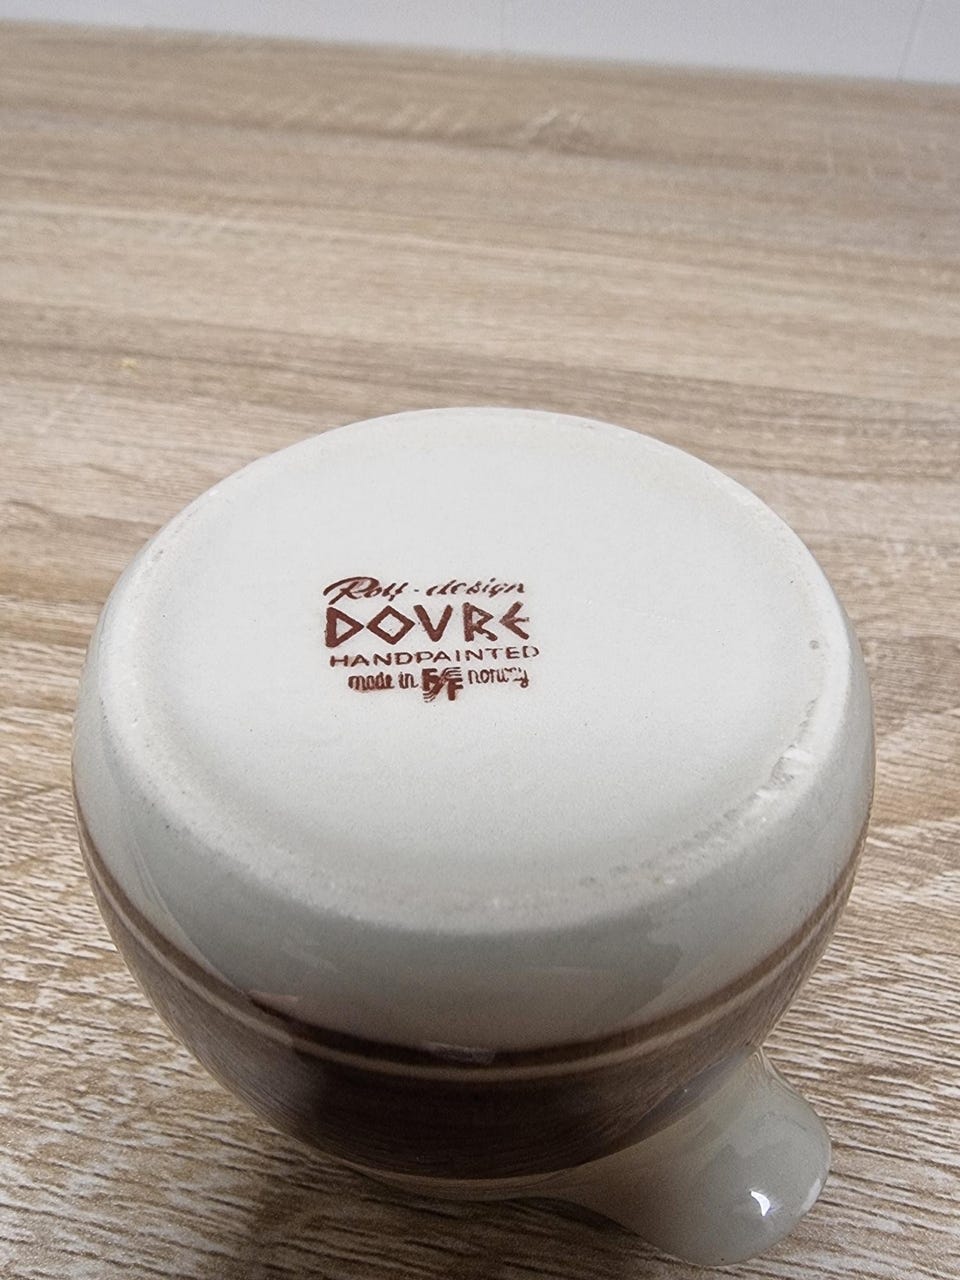 Rolf-design
DOVRE
HANDPAINTED
made in F/F norway